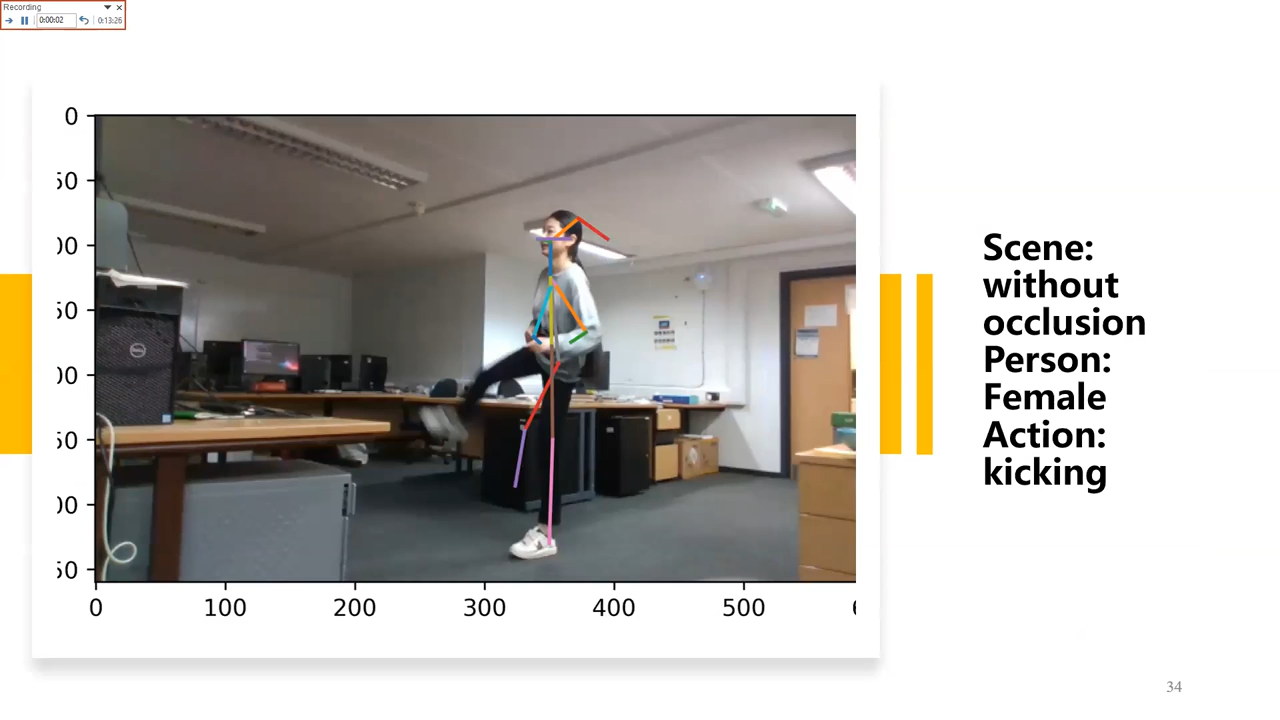 Recording
0:00:02
0:13:26
0
50
00
50
00
50
00
50
0
100
200
300
400
500
Scene:
without
occlusion
Person:
Female
Action:
kicking
34